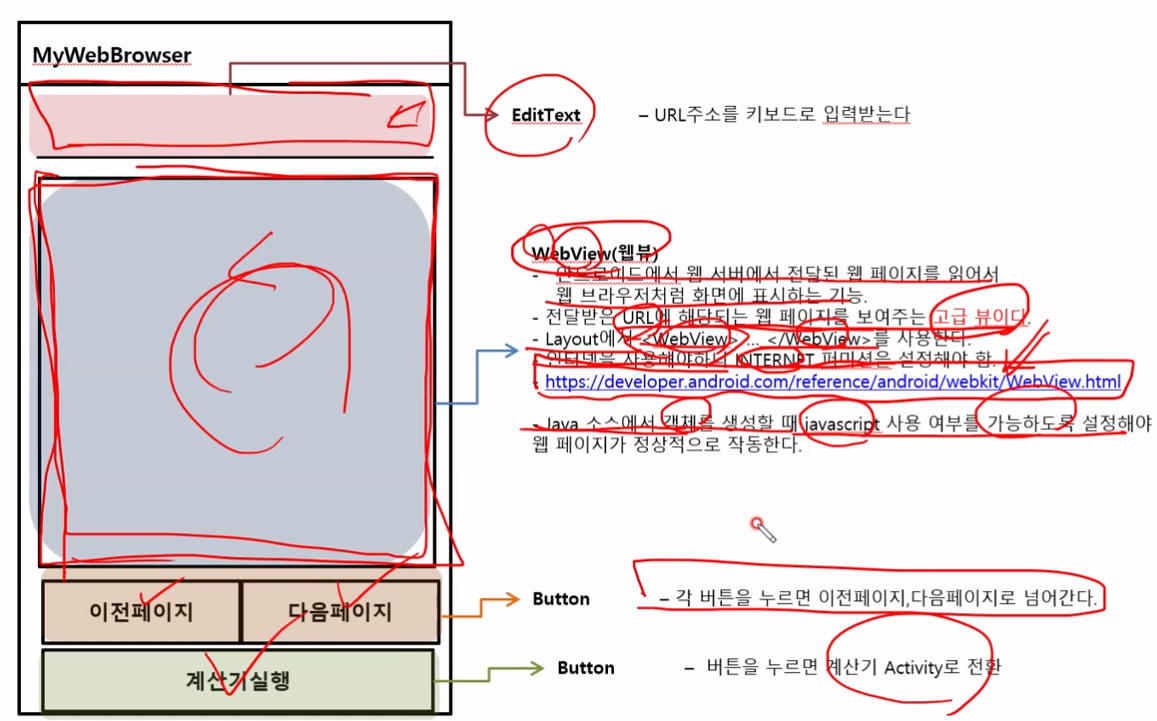 MyWebBrowser
EditText
– URL주소를 키보드로 입력받는다
WebView(웹뷰)
- 안드로이드에서 웹 서버에서 전달된 웹 페이지를 읽어서
웹 브라우저처럼 화면에 표시하는 기능.
- 전달받은 URL에 해당되는 웹 페이지를 보여주는 고급 뷰이다.
- Layout에서 <WebView> ... </WebView>를 사용한다.
- 인터넷을 사용해야하니 INTERNET 퍼미션을 설정해야 함.
- https://developer.android.com/reference/android/webkit/WebView.html
- Java 소스에서 객체를 생성할 때 javascript 사용 여부를 가능하도록 설정해야
웹 페이지가 정상적으로 작동한다.
이전페이지
다음페이지
Button
– 각 버튼을 누르면 이전페이지,다음페이지로 넘어간다.
계산기실행
Button
– 버튼을 누르면 계산기 Activity로 전환